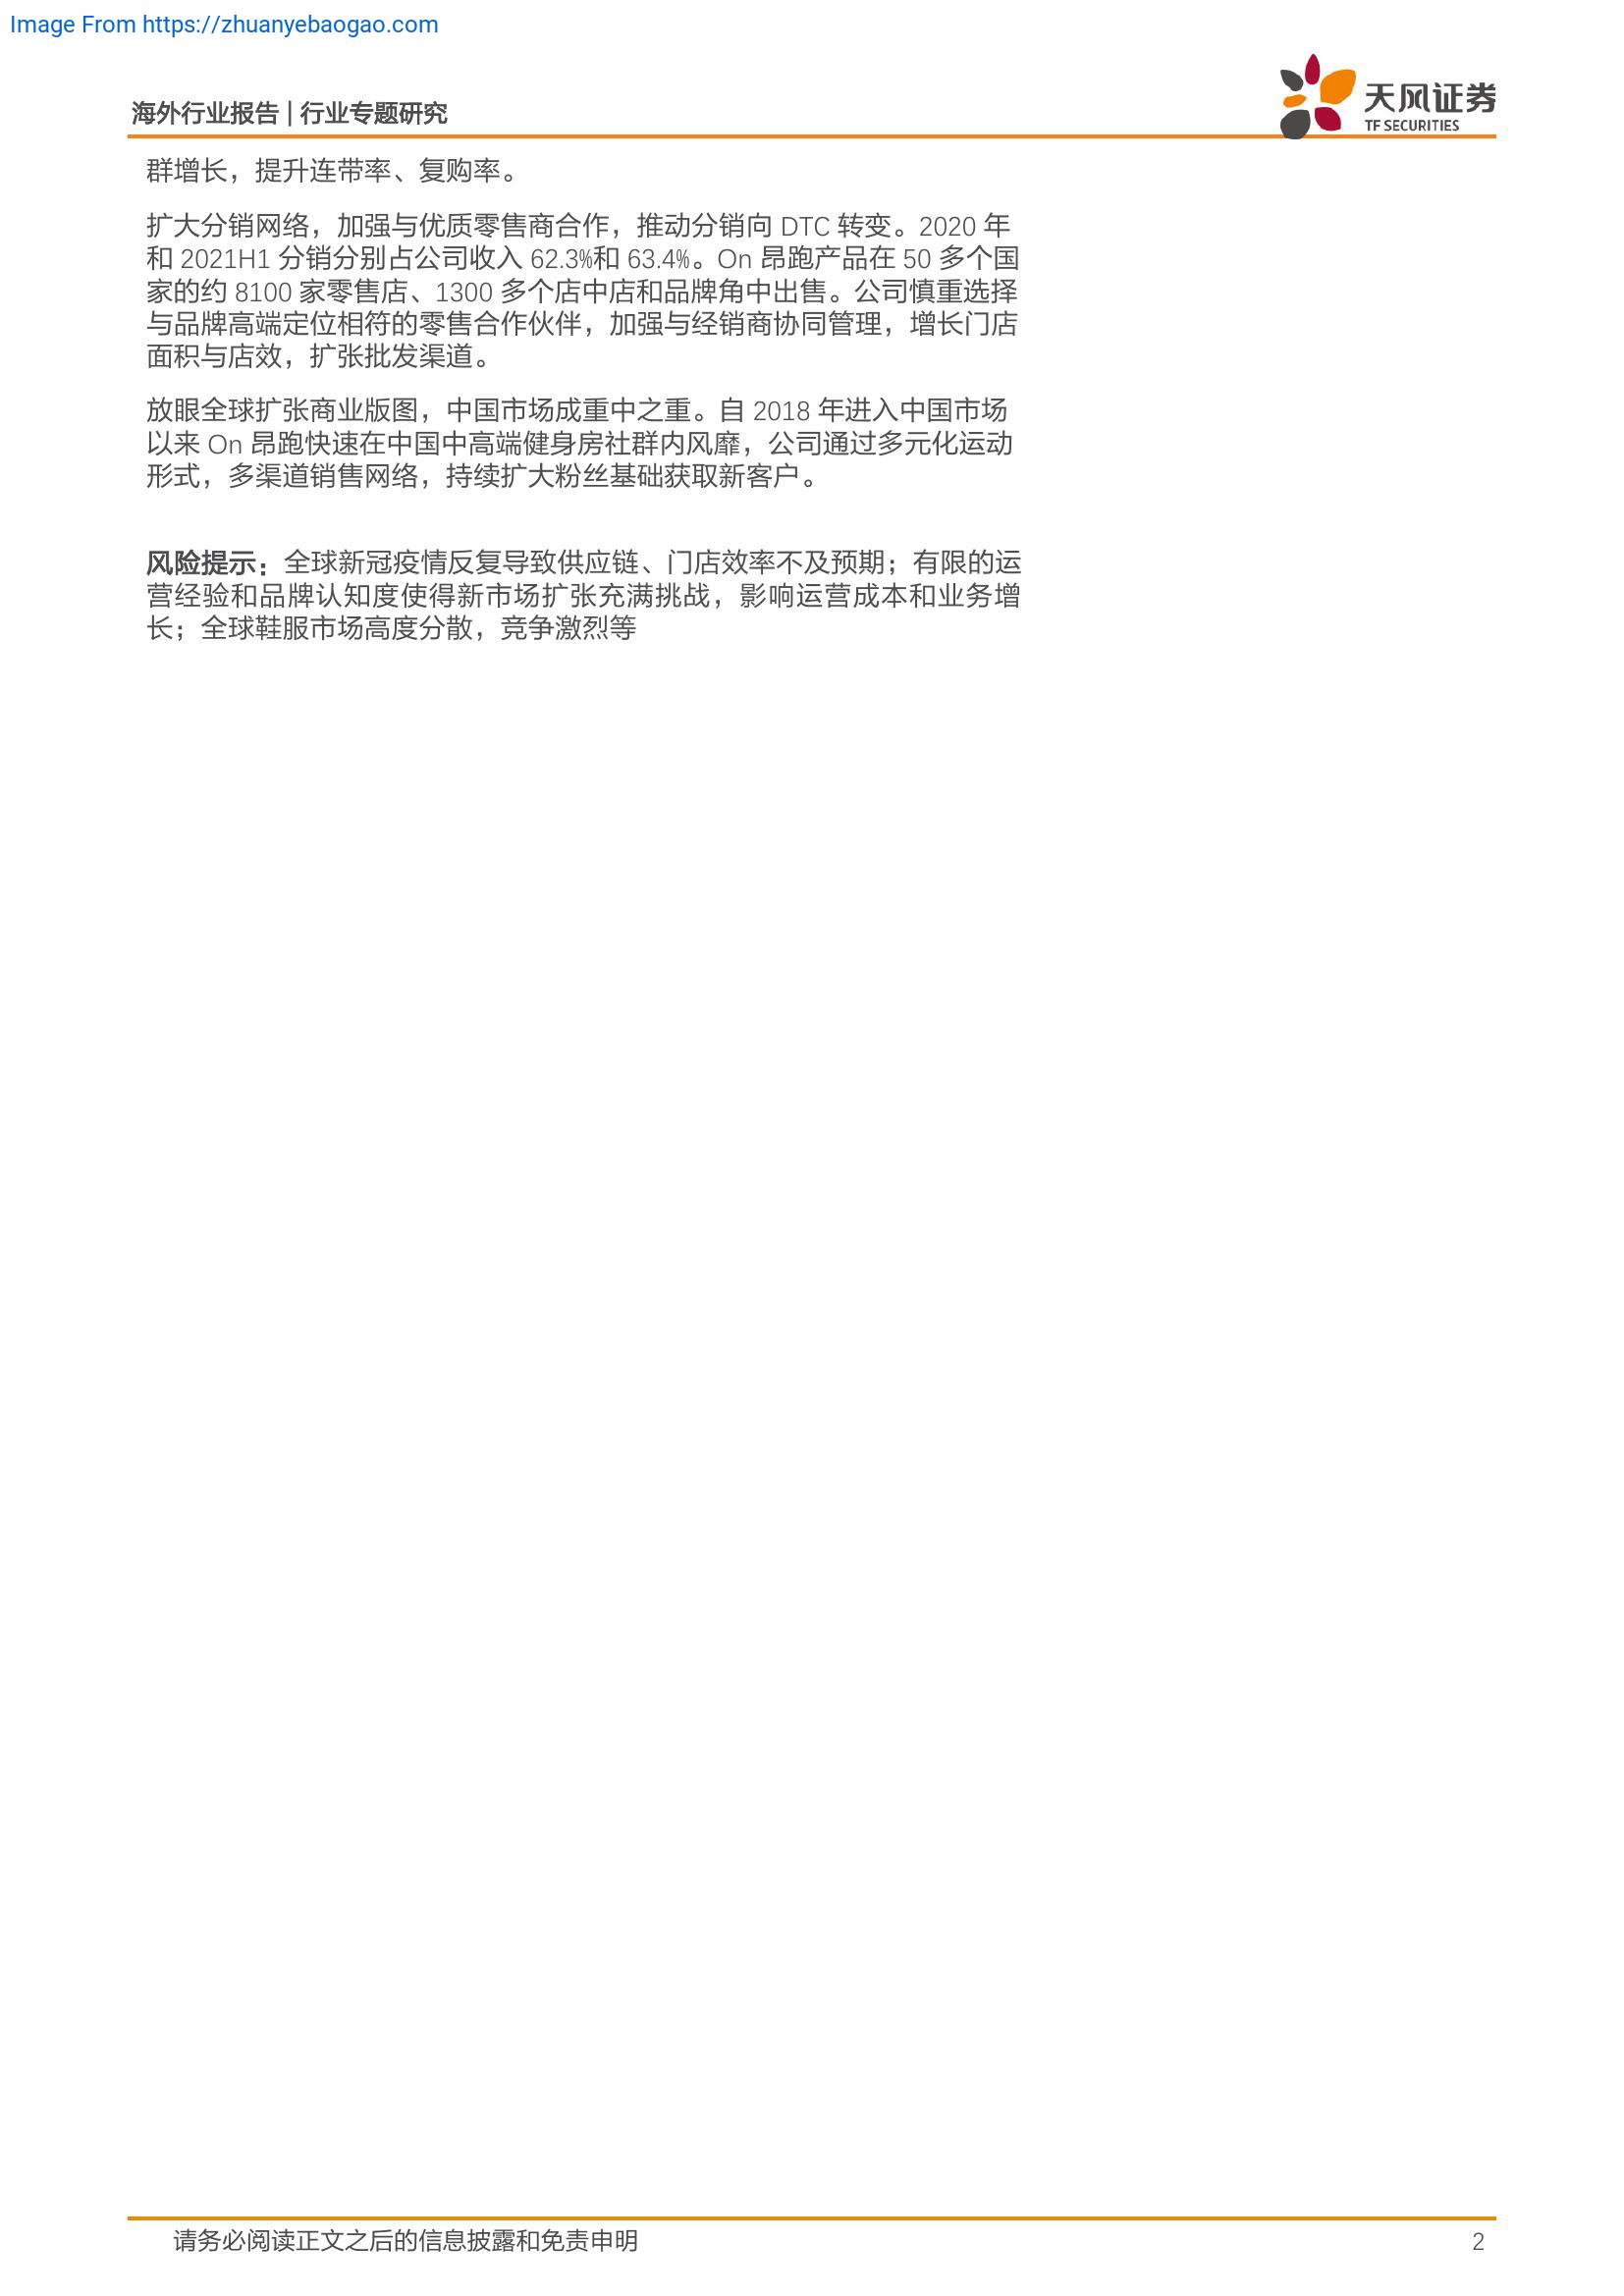 Image From https://zhuanyebaogao.com
海外行业报告 | 行业专题研究
天风证券
TF SECURITIES
群增长，提升连带率、复购率。
扩大分销网络，加强与优质零售商合作，推动分销向 DTC 转变。2020 年
和 2021H1 分销分别占公司收入 62.3%和 63.4%。On 昂跑产品在 50 多个国
家的约 8100 家零售店、1300 多个店中店和品牌角中出售。公司慎重选择
与品牌高端定位相符的零售合作伙伴，加强与经销商协同管理，增长门店
面积与店效，扩张批发渠道。
放眼全球扩张商业版图，中国市场成重中之重。自 2018 年进入中国市场
以来 On 昂跑快速在中国中高端健身房社群内风靡，公司通过多元化运动
形式，多渠道销售网络，持续扩大粉丝基础获取新客户。
风险提示：全球新冠疫情反复导致供应链、门店效率不及预期；有限的运
营经验和品牌认知度使得新市场扩张充满挑战，影响运营成本和业务增
长；全球鞋服市场高度分散，竞争激烈等
请务必阅读正文之后的信息披露和免责申明
2